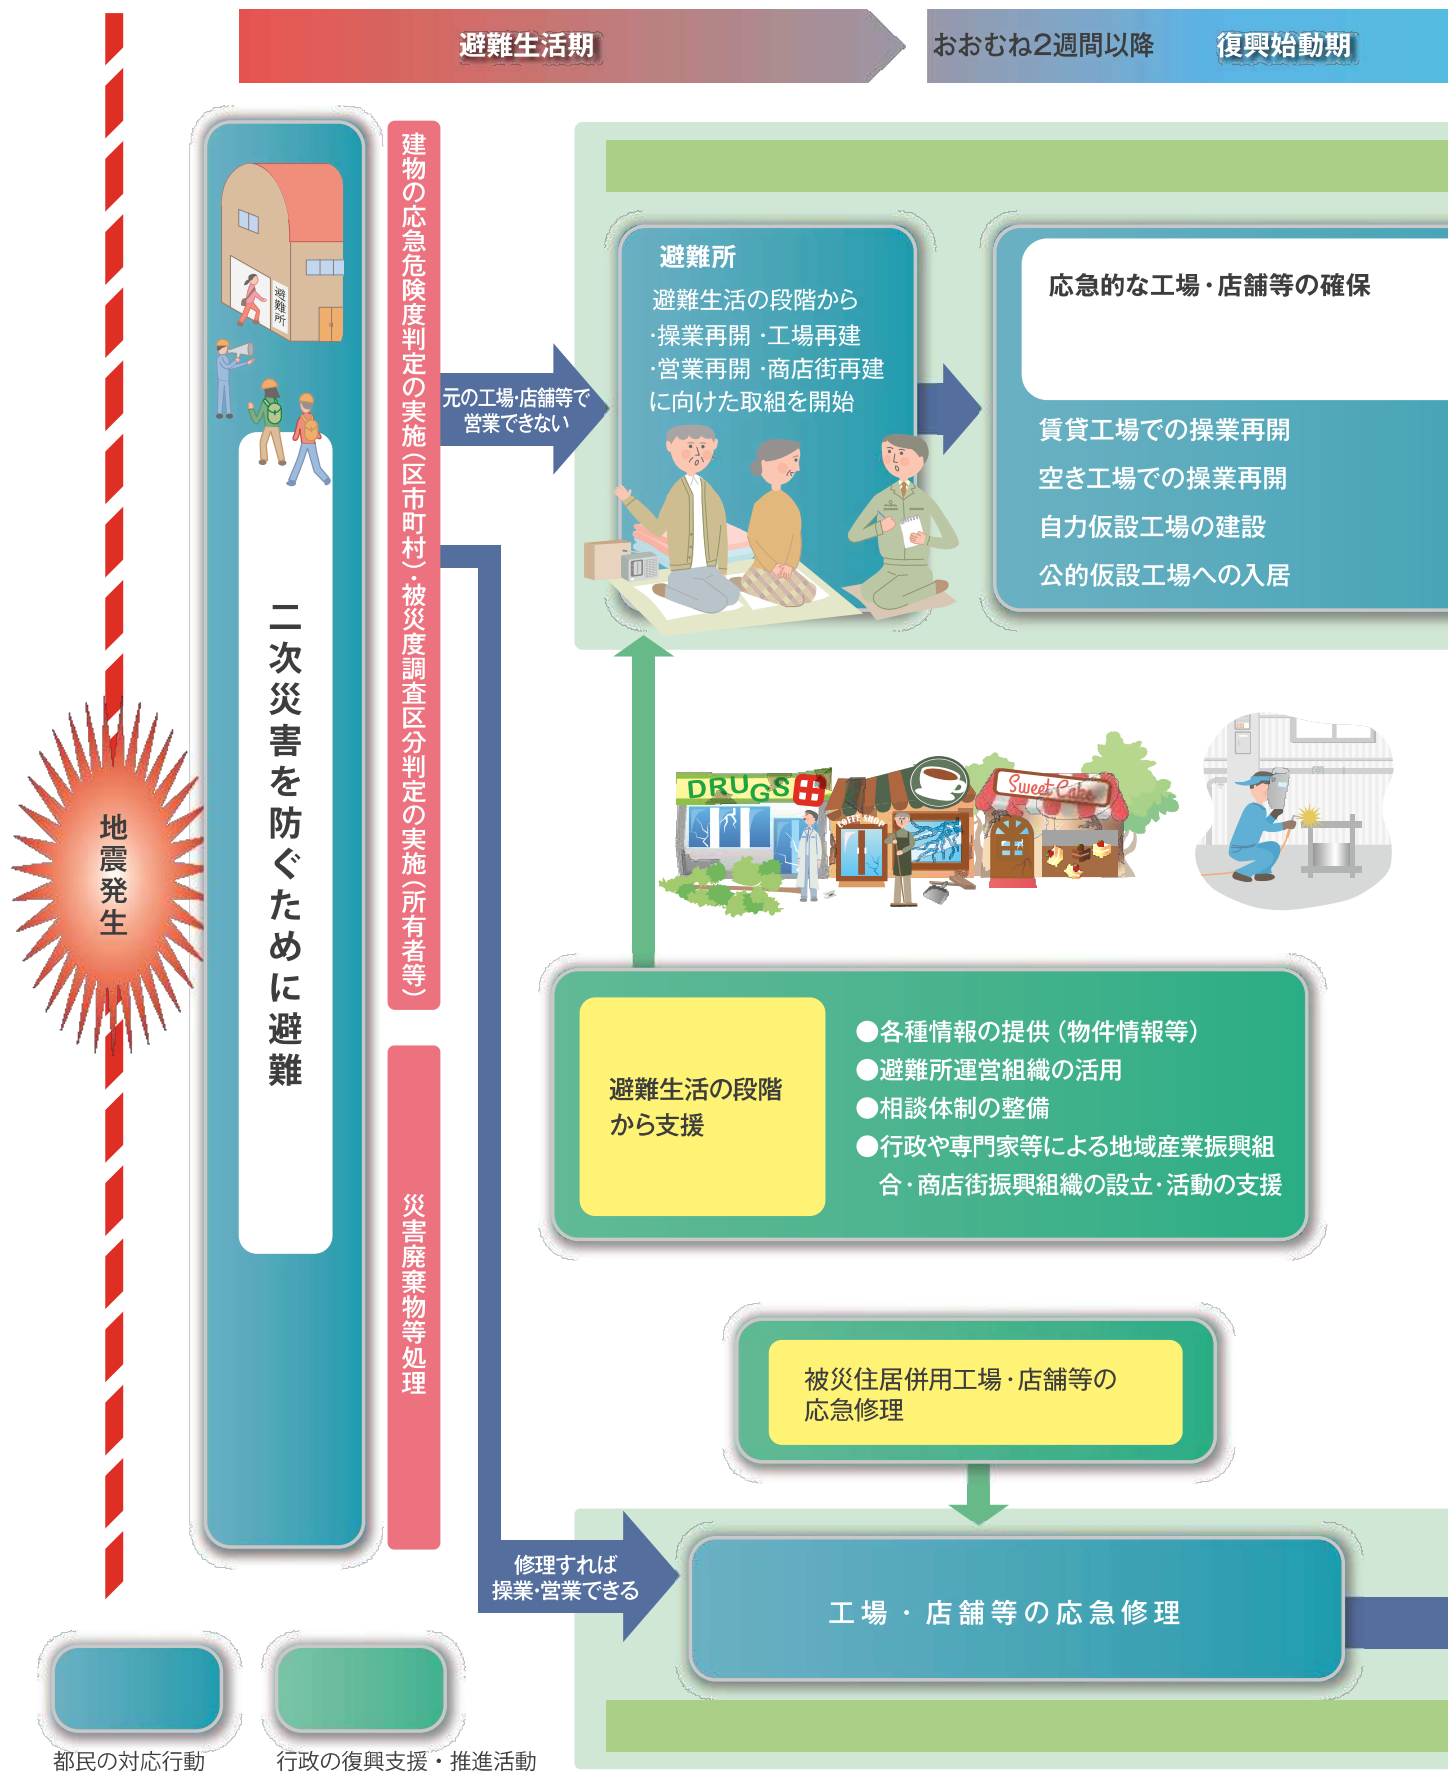 避難生活期
おおむね2週間以降
復興始動期
地震発生
避難所
二次災害を防ぐために避難
建物の応急危険度判定の実施（区市町村）・被災度調査区分判定の実施（所有者等）
災害廃棄物等処理
元の工場・店舗等で
営業できない
避難所
避難生活の段階から
・操業再開 ・工場再建
・営業再開 ・商店街再建
に向けた取組を開始
応急的な工場・店舗等の確保
賃貸工場での操業再開
空き工場での操業再開
自力仮設工場の建設
公的仮設工場への入居
DRUGS
COFFE SHOP
Sweet Cake
避難生活の段階
から支援
●各種情報の提供（物件情報等）
●避難所運営組織の活用
●相談体制の整備
●行政や専門家等による地域産業振興組
合・商店街振興組織の設立・活動の支援
被災住居併用工場・店舗等の
応急修理
修理すれば
操業・営業できる
工場・店舗等の応急修理
都民の対応行動
行政の復興支援・推進活動